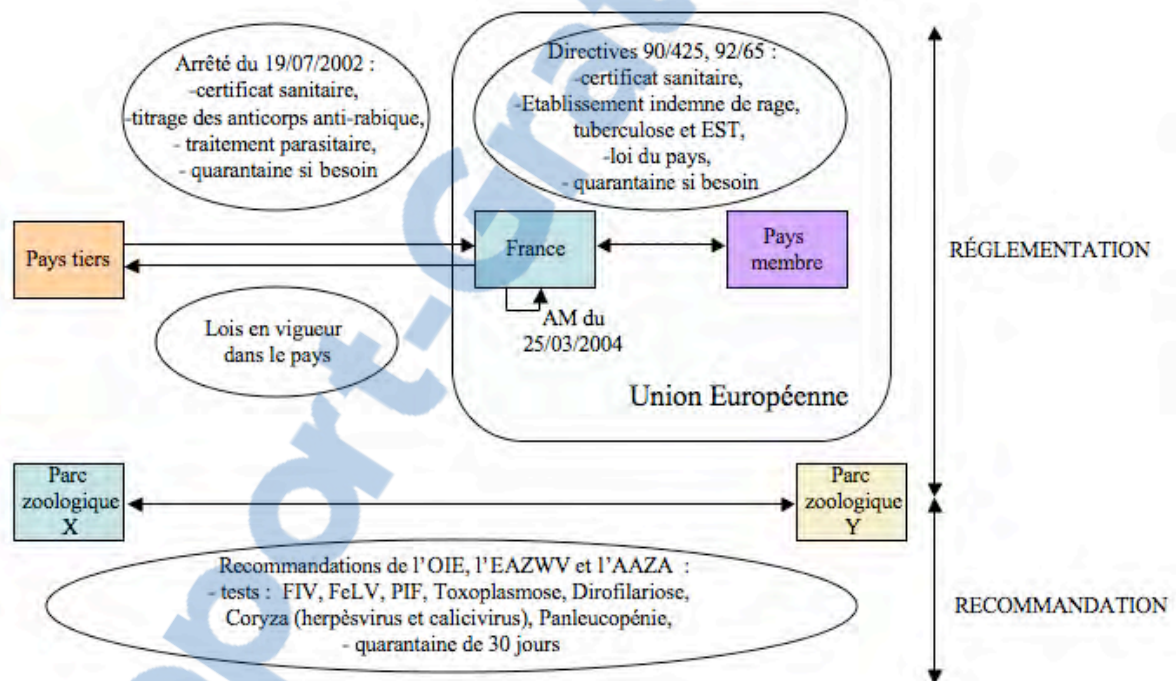 Arrêté du 19/07/2002 :
-certificat sanitaire,
-titrage des anticorps anti-rabique,
- traitement parasitaire,
- quarantaine si besoin
Directives 90/425, 92/65 :
-certificat sanitaire,
-Etablissement indemne de rage,
tuberculose et EST,
-loi du pays,
- quarantaine si besoin
Pays tiers
France
Pays
membre
RÉGLEMENTATION
AM du
25/03/2004
Lois en vigueur
dans le pays
Union Européenne
Parc
zoologique
X
Parc
zoologique
Y
Recommandations de l'OIE, l'EAZWV et l'AAZA :
- tests : FIV, FeLV, PIF, Toxoplasmose, Dirofilariose,
Coryza (herpèsvirus et calicivirus), Panleucopénie,
- quarantaine de 30 jours
RECOMMANDATION
pport-Grat